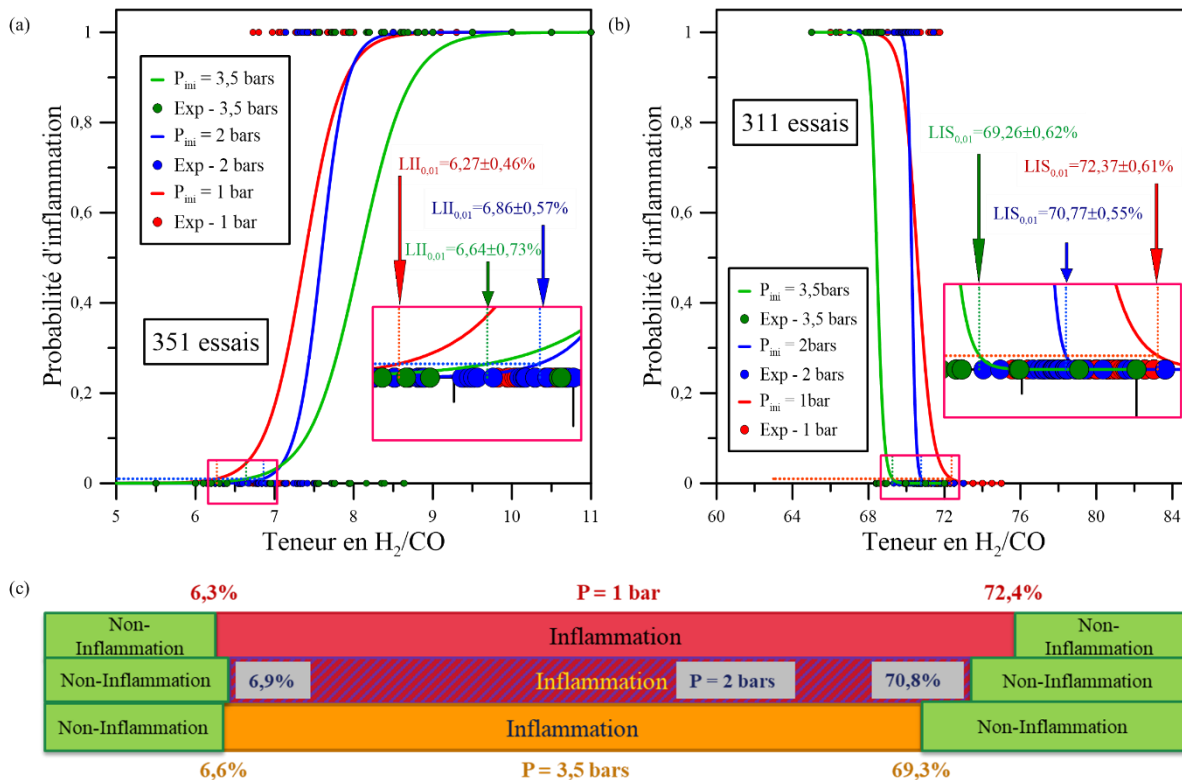 (a)
Probabilité d'inflammation
1
0,8
0,6
0,4
0,2
0
P_ini = 3,5 bars
Exp - 3,5 bars
P_ini = 2 bars
Exp - 2 bars
P_ini = 1 bar
Exp - 1 bar
351 essais
LII_0,01=6,27±0,46%
LII_0,01=6,86±0,57%
LII_0,01=6,64±0,73%
5 6 7 8 9 10 11
Teneur en H₂/CO
(b)
Probabilité d'inflammation
1
0,8
0,6
0,4
0,2
0
311 essais
LIS_0,01=69,26±0,62%
LIS_0,01=72,37±0,61%
LIS_0,01=70,77±0,55%
P_ini = 3,5bars
Exp - 3,5 bars
P_ini = 2bars
Exp - 2 bars
P_ini = 1bar
Exp - 1 bar
60 64 68 72 76 80 84
Teneur en H₂/CO
(c)
6,3% P = 1 bar 72,4%
Non-
Inflammation
Inflammation
Non-
Inflammation
Non-Inflammation 6,9% Inflammation P = 2 bars 70,8% Non-Inflammation
Non-Inflammation Inflammation Non-Inflammation
6,6% P = 3,5 bars 69,3%